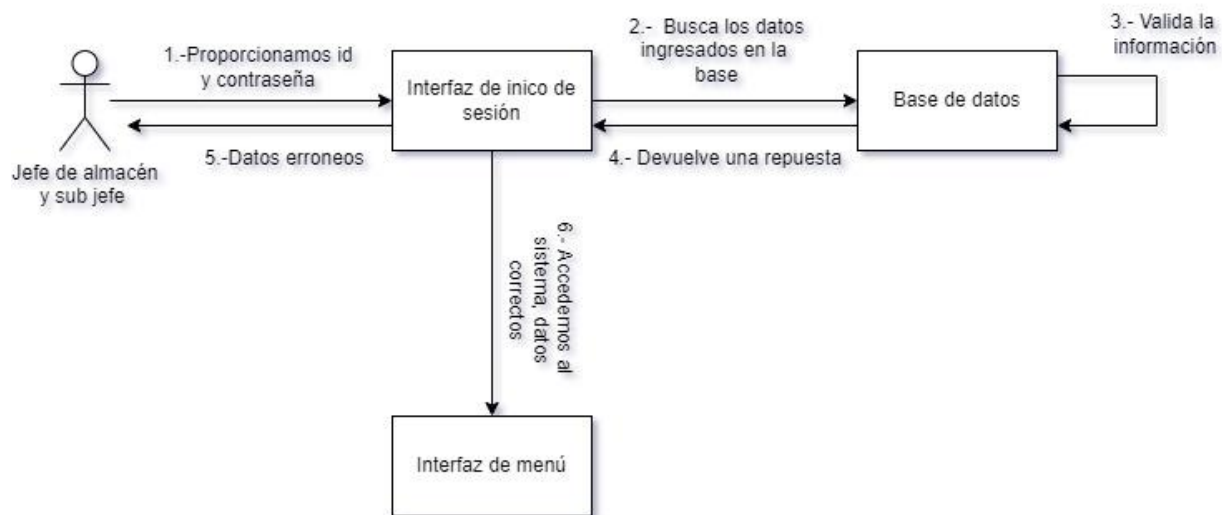 1.-Proporcionamos id
y contraseña
2.- Busca los datos
ingresados en la
base
3.- Valida la
información
Interfaz de inico de
sesión
Base de datos
5.-Datos erroneos
4.- Devuelve una repuesta
Jefe de almacén
y sub jefe
6.- Accedemos al
sistema, datos
correctos
Interfaz de menú